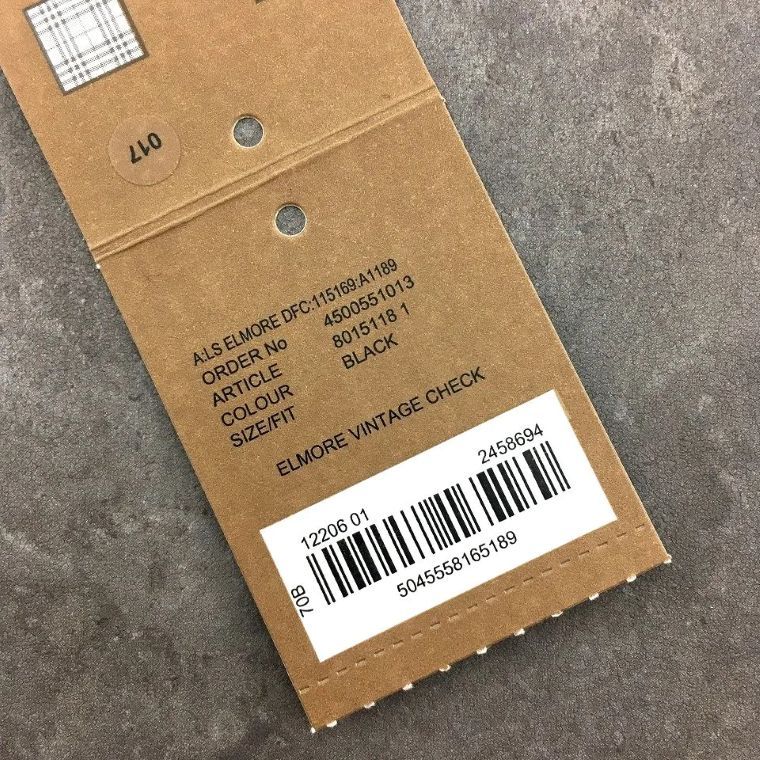 017
A:LS ELMORE DFC:115169:A1189
ORDER No 4500551013
ARTICLE 8015118 1
COLOUR BLACK
SIZE/FIT
ELMORE VINTAGE CHECK
12206 01 2458694
70B
5045558165189